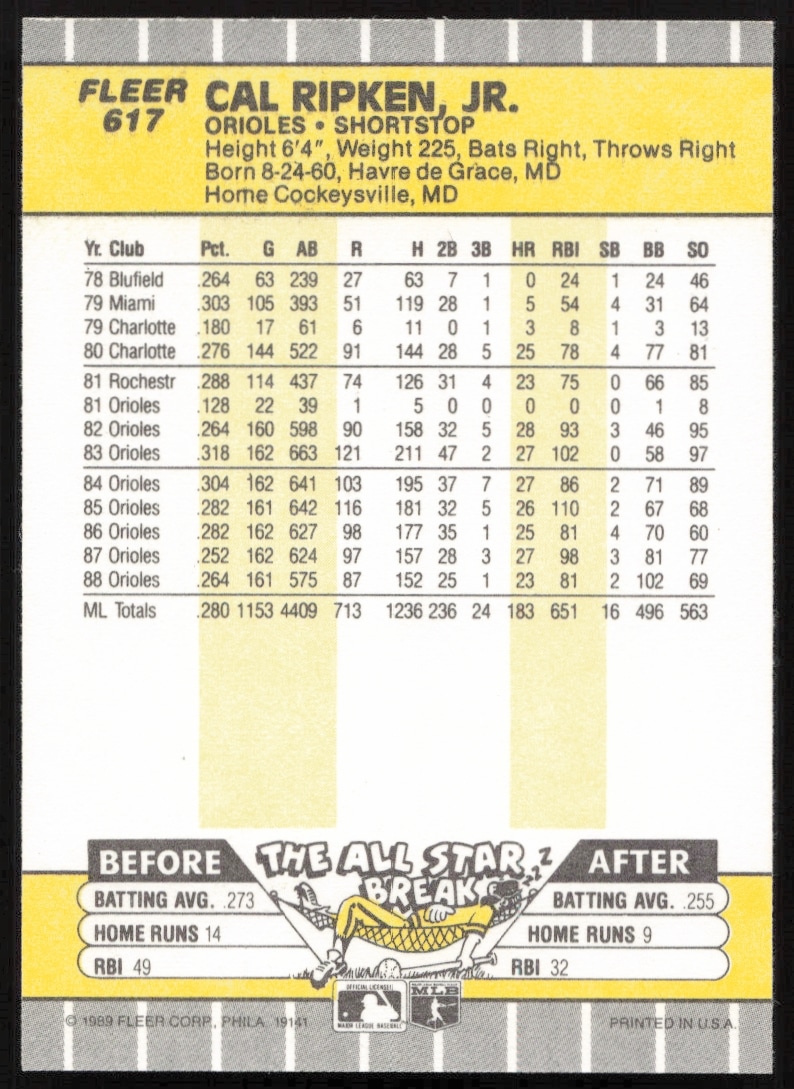 FLEER
617
CAL RIPKEN, JR.
ORIOLES • SHORTSTOP
Height 6'4", Weight 225, Bats Right, Throws Right
Born 8-24-60, Havre de Grace, MD
Home Cockeysville, MD
Yr. Club Pct. G AB R H 2B 3B HR RBI SB BB SO
78 Blufield .264 63 239 27 63 7 1 0 24 1 24 46
79 Miami .303 105 393 51 119 28 1 5 54 4 31 64
79 Charlotte .180 17 61 6 11 0 1 3 8 1 3 13
80 Charlotte .276 144 522 91 144 28 5 25 78 4 77 81
81 Rochestr .288 114 437 74 126 31 4 23 75 0 66 85
81 Orioles .128 22 39 1 5 0 0 0 0 0 1 8
82 Orioles .264 160 598 90 158 32 5 28 93 3 46 95
83 Orioles .318 162 663 121 211 47 2 27 102 0 58 97
84 Orioles .304 162 641 103 195 37 7 27 86 2 71 89
85 Orioles .282 161 642 116 181 32 5 26 110 2 67 68
86 Orioles .282 162 627 98 177 35 1 25 81 4 70 60
87 Orioles .252 162 624 97 157 28 3 27 98 3 81 77
88 Orioles .264 161 575 87 152 25 1 23 81 2 102 69
ML Totals .280 1153 4409 713 1236 236 24 183 651 16 496 563
BEFORE
THE ALL STAR
BREAK
ZZZ
AFTER
BATTING AVG. .273
HOME RUNS 14
RBI 49
BATTING AVG. .255
HOME RUNS 9
RBI 32
OFFICIAL LICENSEE
MAJOR LEAGUE BASEBALL
MLB
© 1989 FLEER CORP., PHILA. 19141
PRINTED IN U.S.A.